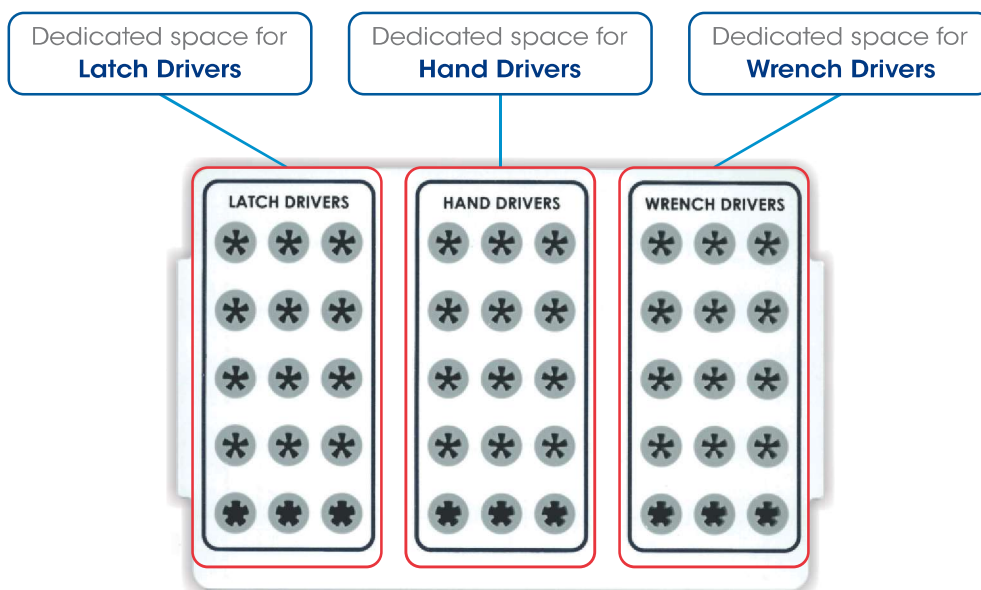 Dedicated space for
Latch Drivers
Dedicated space for
Hand Drivers
Dedicated space for
Wrench Drivers
LATCH DRIVERS
HAND DRIVERS
WRENCH DRIVERS